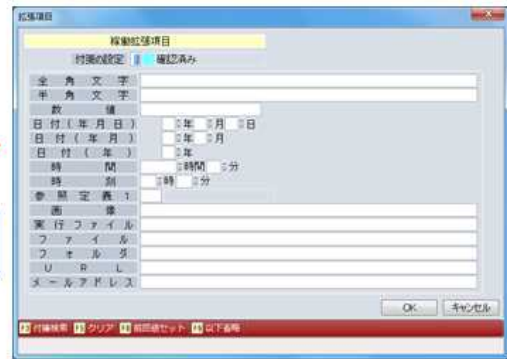 拡張項目
稼働拡張項目
付箋の設定 確認済み
全角文字
半角文字
数値
日付(年月日) 年 月 日
日付(年月) 年 月
日付(年) 年
時間 時間 分
時刻 時 分
参照定義1
画像
実行ファイル
ファイル
フォルダ
URL
メールアドレス
OK キャンセル
付箋検索 クリア 前回値セット 以下省略